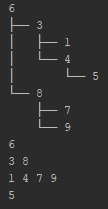 6
├── 3
│   ├── 1
│   └── 4
│       └── 5
└── 8
    ├── 7
    └── 9
6
3 8
1 4 7 9
5